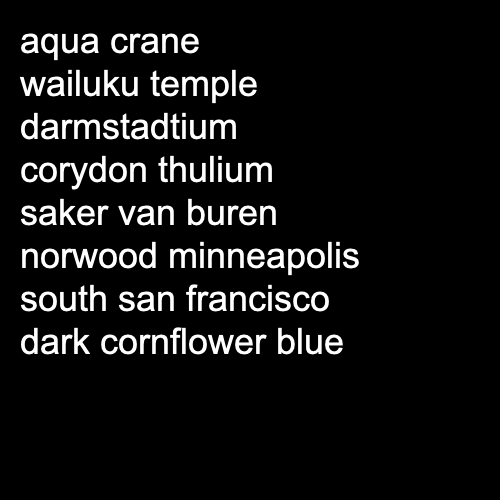 aqua crane
wailuku temple
darmstadtium
corydon thulium
saker van buren
norwood minneapolis
south san francisco
dark cornflower blue